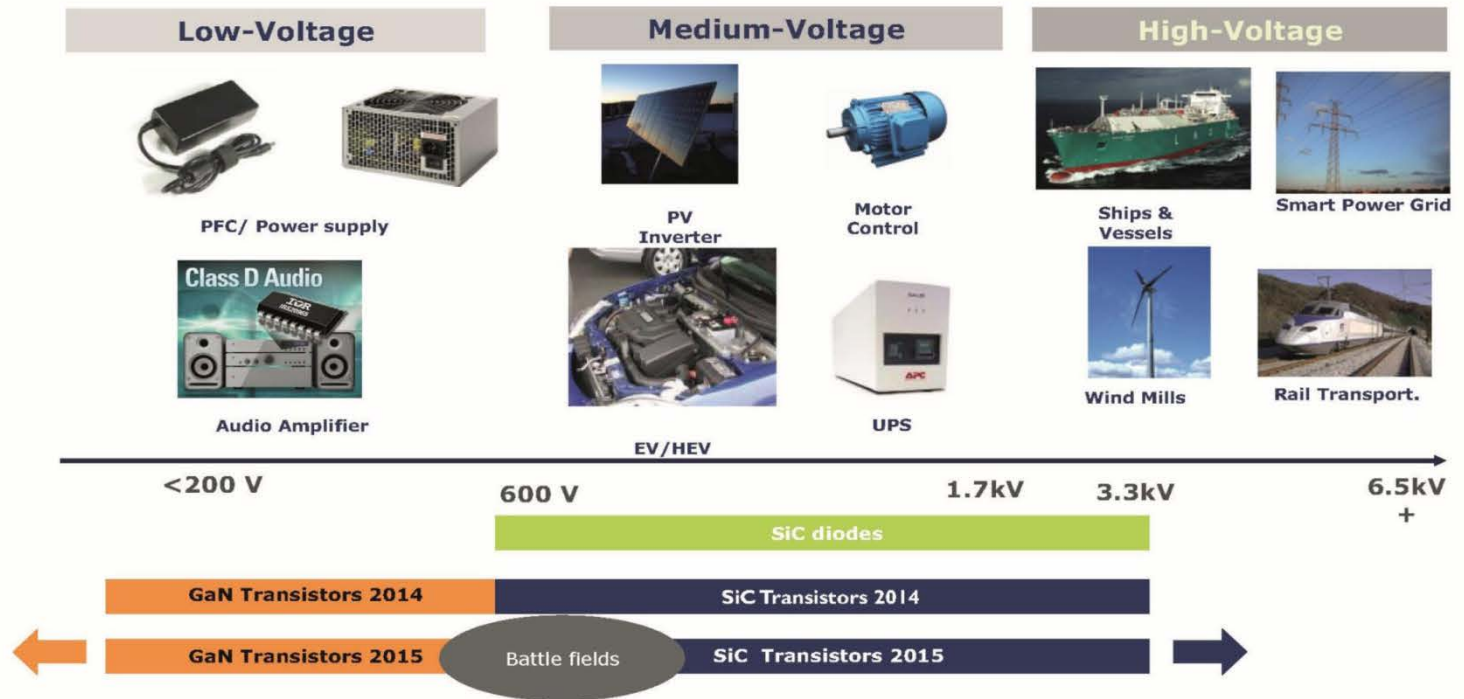 Low-Voltage
Medium-Voltage
High-Voltage
PFC/ Power supply
PV
Inverter
Motor
Control
Ships &
Vessels
Smart Power Grid
Class D Audio
IOR
APC
Audio Amplifier
EV/HEV
UPS
Wind Mills
Rail Transport.
<200 V
600 V
1.7kV
3.3kV
6.5kV
+
SiC diodes
GaN Transistors 2014
SiC Transistors 2014
GaN Transistors 2015
Battle fields
SiC Transistors 2015